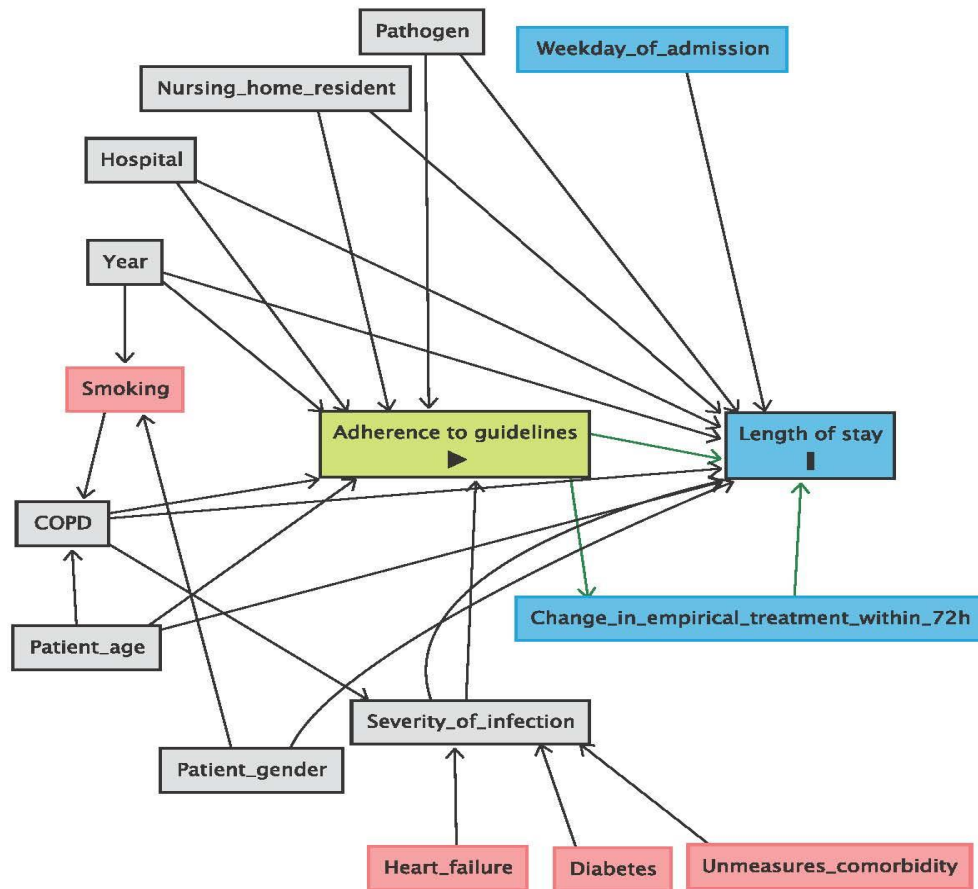 Pathogen
Weekday_of_admission
Nursing_home_resident
Hospital
Year
Smoking
Adherence to guidelines
Length of stay
COPD
Change_in_empirical_treatment_within_72h
Patient_age
Severity_of_infection
Patient_gender
Heart_failure
Diabetes
Unmeasures_comorbidity